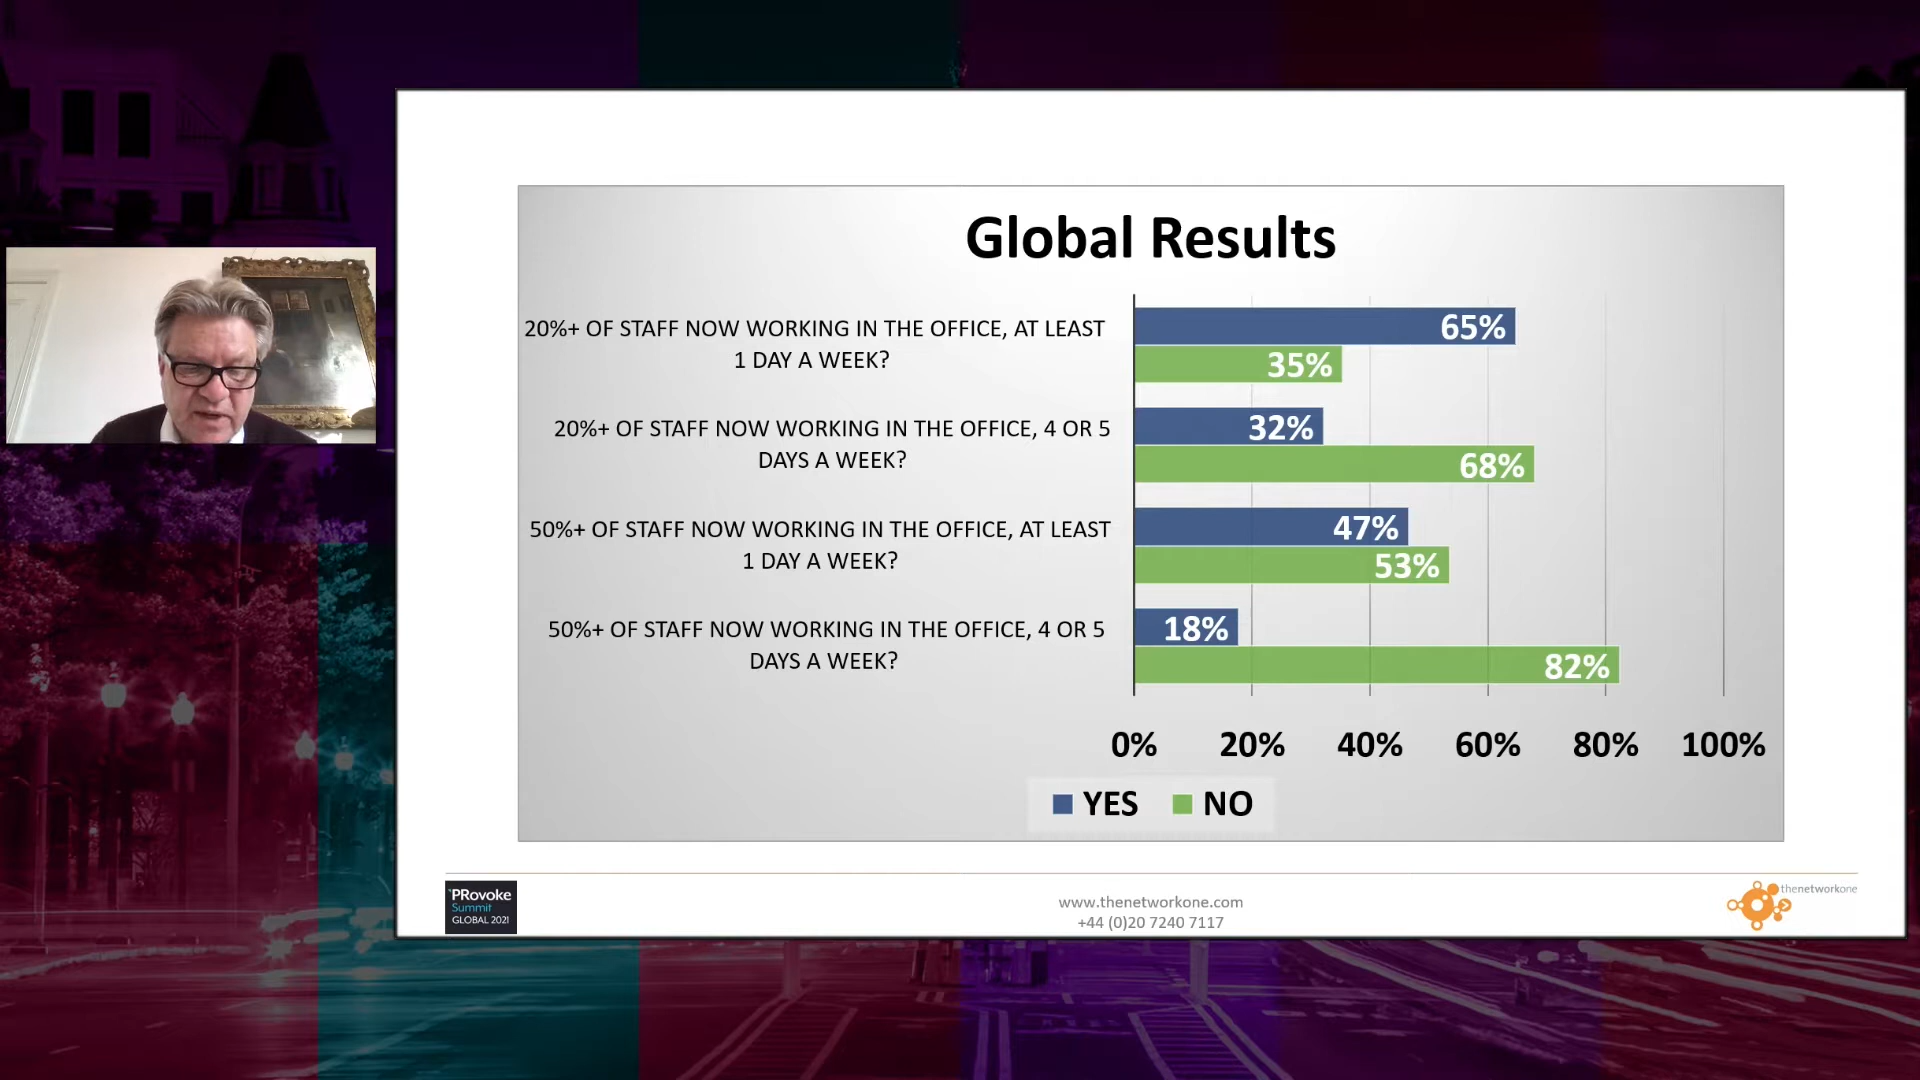 Global Results
20%+ OF STAFF NOW WORKING IN THE OFFICE, AT LEAST
1 DAY A WEEK?
65%
35%
20%+ OF STAFF NOW WORKING IN THE OFFICE, 4 OR 5
DAYS A WEEK?
32%
68%
50%+ OF STAFF NOW WORKING IN THE OFFICE, AT LEAST
1 DAY A WEEK?
47%
53%
50%+ OF STAFF NOW WORKING IN THE OFFICE, 4 OR 5
DAYS A WEEK?
18%
82%
0% 20% 40% 60% 80% 100%
YES NO
PRovoke
Summit
GLOBAL 2021
www.thenetworkone.com
+44 (0)20 7240 7117
thenetworkone